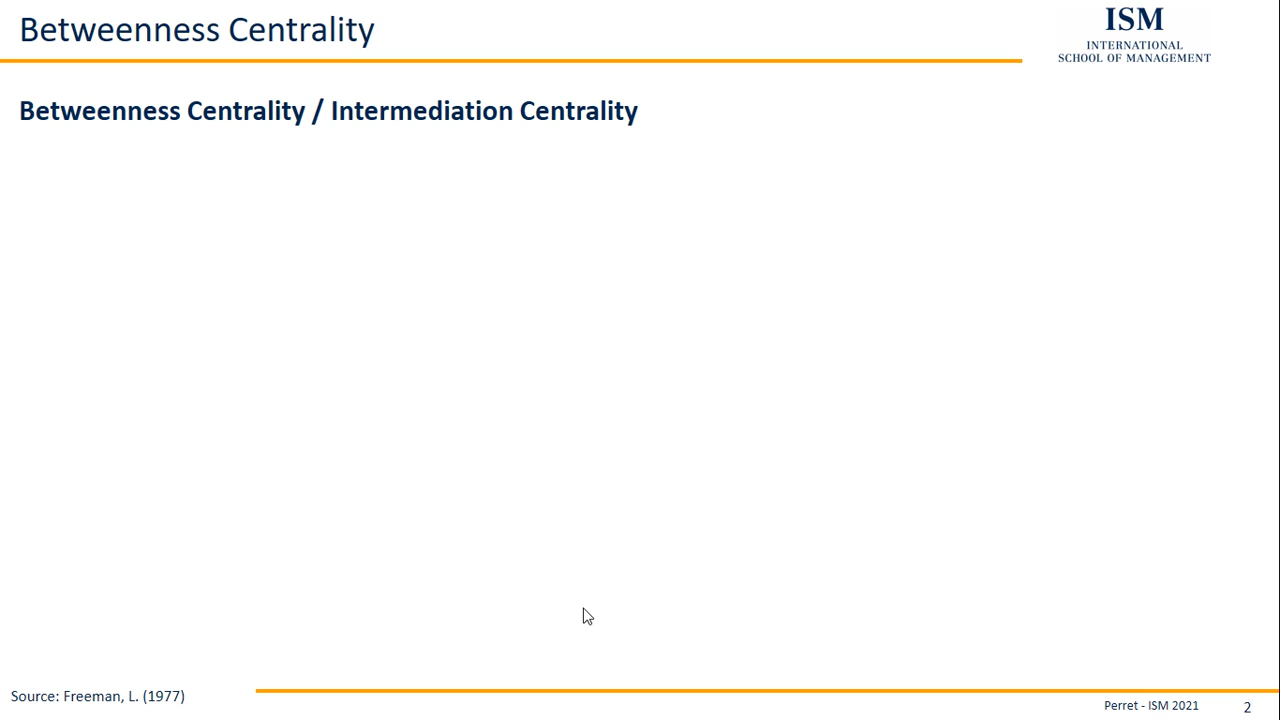 Betweenness Centrality
ISM
INTERNATIONAL
SCHOOL OF MANAGEMENT
Betweenness Centrality / Intermediation Centrality
Source: Freeman, L. (1977)
Perret - ISM 2021
2